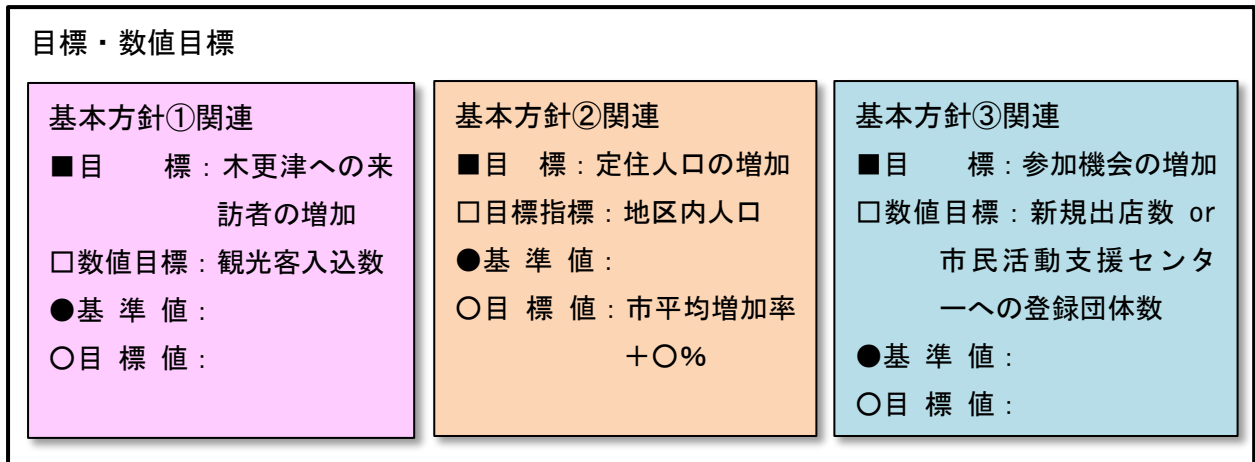 目標・数値目標
基本方針①関連
■目　　標：木更津への来
訪者の増加
□数値目標：観光客入込数
●基 準 値：
○目 標 値：
基本方針②関連
■目　標：定住人口の増加
□目標指標：地区内人口
●基 準 値：
○目 標 値：市平均増加率
＋○%
基本方針③関連
■目　　標：参加機会の増加
□数値目標：新規出店数 or
市民活動支援センタ
ーへの登録団体数
●基 準 値：
○目 標 値：